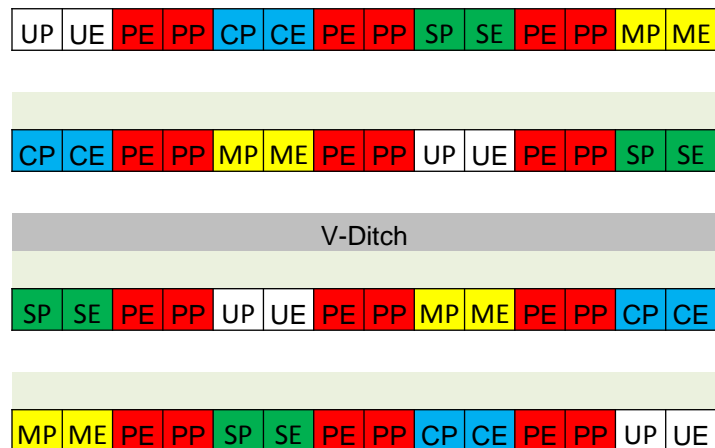 UP UE PE PP CP CE PE PP SP SE PE PP MP ME
CP CE PE PP MP ME PE PP UP UE PE PP SP SE
V-Ditch
SP SE PE PP UP UE PE PP MP ME PE PP CP CE
MP ME PE PP SP SE PE PP CP CE PE PP UP UE